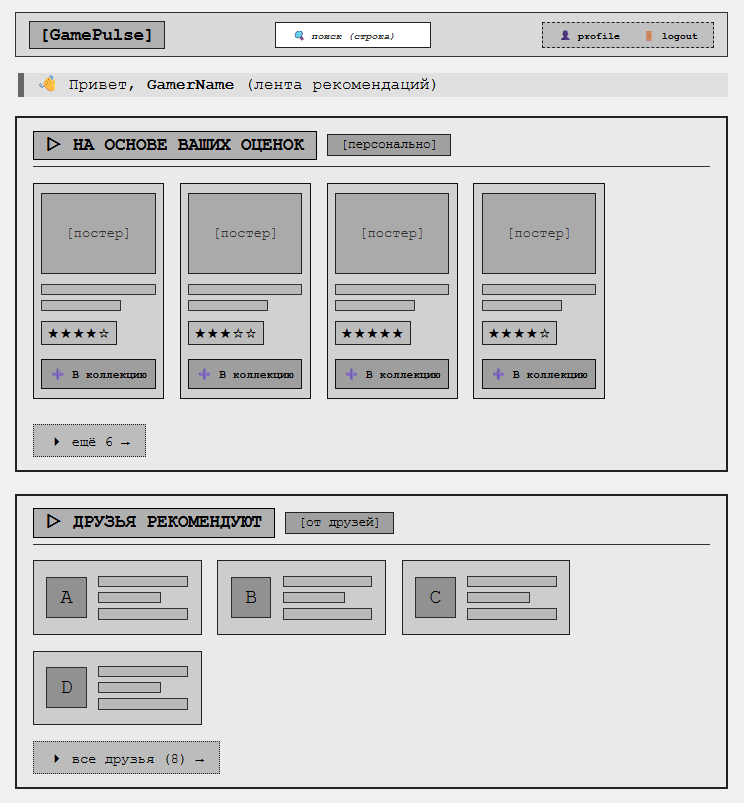 [GamePulse] 🔍 поиск (строка) 👤 profile 🚪 logout
👋 Привет, GamerName (лента рекомендаций)
▷ НА ОСНОВЕ ВАШИХ ОЦЕНОК [персонально]
[постер] [постер] [постер] [постер]
★★★★☆ ★★★☆☆ ★★★★★ ★★★★☆
➕ В коллекцию ➕ В коллекцию ➕ В коллекцию ➕ В коллекцию
⏵ ещё 6 →
▷ ДРУЗЬЯ РЕКОМЕНДУЮТ [от друзей]
A B C
D
⏵ все друзья (8) →